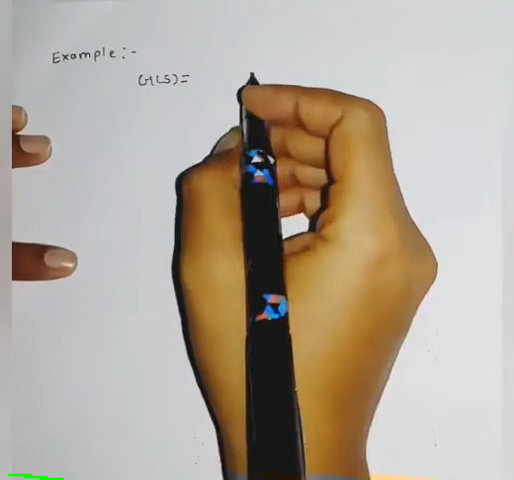 Example :-
G(s) =